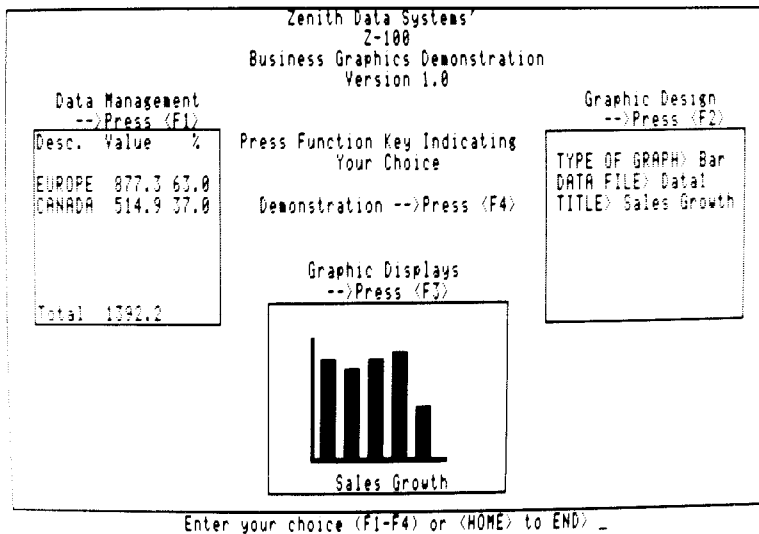 Zenith Data Systems'
Z-100
Business Graphics Demonstration
Version 1.0
Data Management
-->Press <F1>
Desc. Value %
EUROPE 877.3 63.0
CANADA 514.9 37.0
Total 1392.2
Press Function Key Indicating
Your Choice
Demonstration -->Press <F4>
Graphic Design
-->Press <F2>
TYPE OF GRAPH> Bar
DATA FILE> Data1
TITLE> Sales Growth
Graphic Displays
-->Press <F3>
Sales Growth
Enter your choice (F1-F4) or <HOME> to END> _